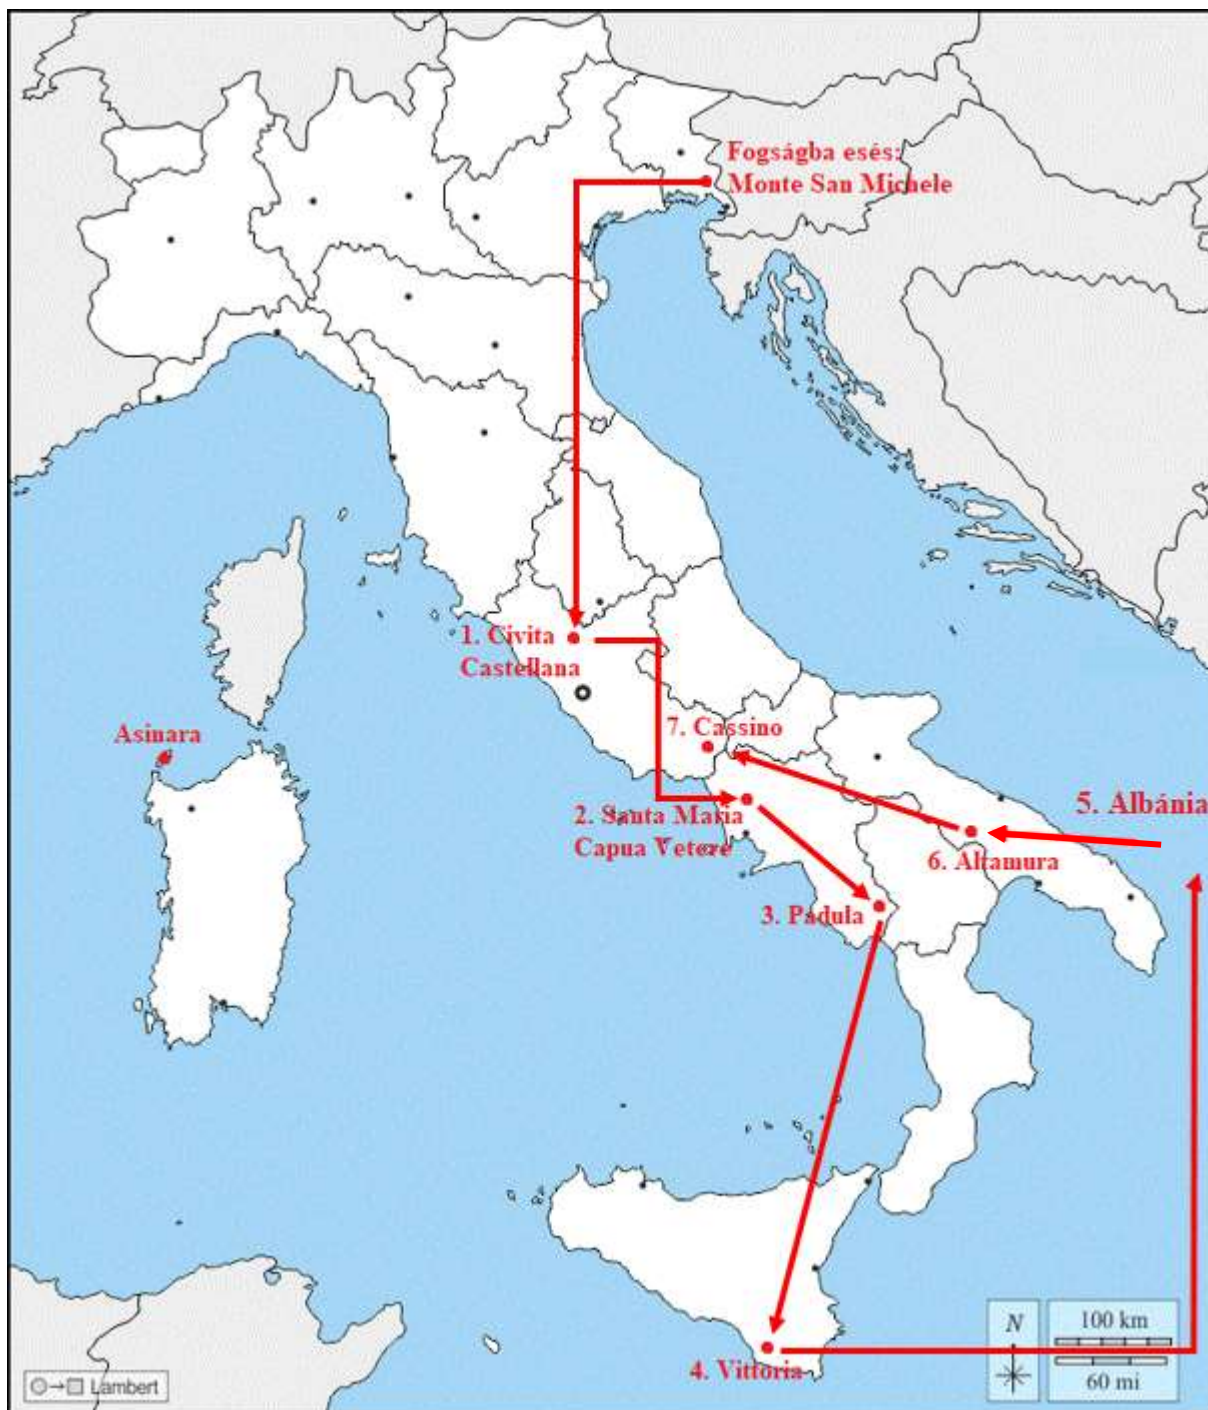 Fogságba esés:
Monte San Michele
1. Civita
Castellana
7. Cassino
Asinara
2. Santa Maria
Capua Vetere
5. Albánia
6. Altamura
3. Padula
4. Vittoria
N
100 km
60 mi
Lambert